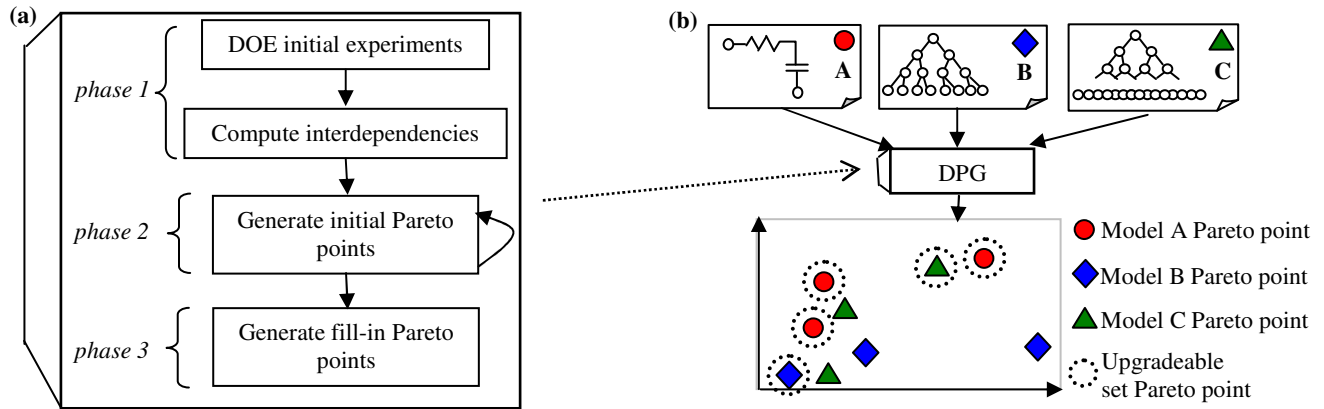 (a)
DOE initial experiments
phase 1
Compute interdependencies
phase 2
Generate initial Pareto
points
phase 3
Generate fill-in Pareto
points
(b)
A
B
C
DPG
Model A Pareto point
Model B Pareto point
Model C Pareto point
Upgradeable
set Pareto point